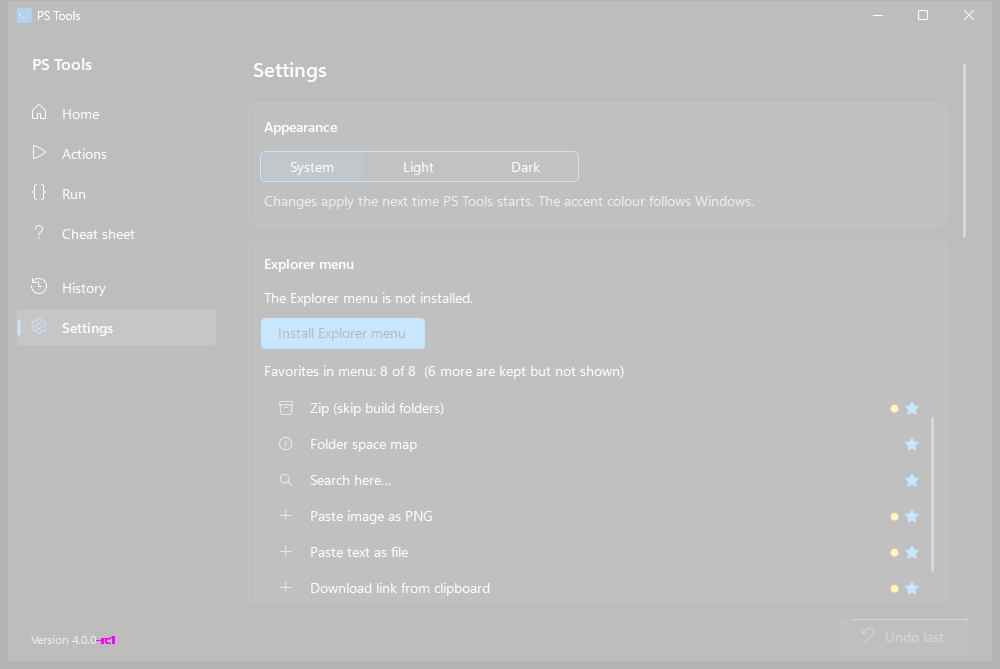 PS Tools
PS Tools
Home
Actions
Run
Cheat sheet
History
Settings
Version 4.0.0-rc1
Settings
Appearance
System Light Dark
Changes apply the next time PS Tools starts. The accent colour follows Windows.
Explorer menu
The Explorer menu is not installed.
Install Explorer menu
Favorites in menu: 8 of 8 (6 more are kept but not shown)
Zip (skip build folders)
Folder space map
Search here...
Paste image as PNG
Paste text as file
Download link from clipboard
Undo last